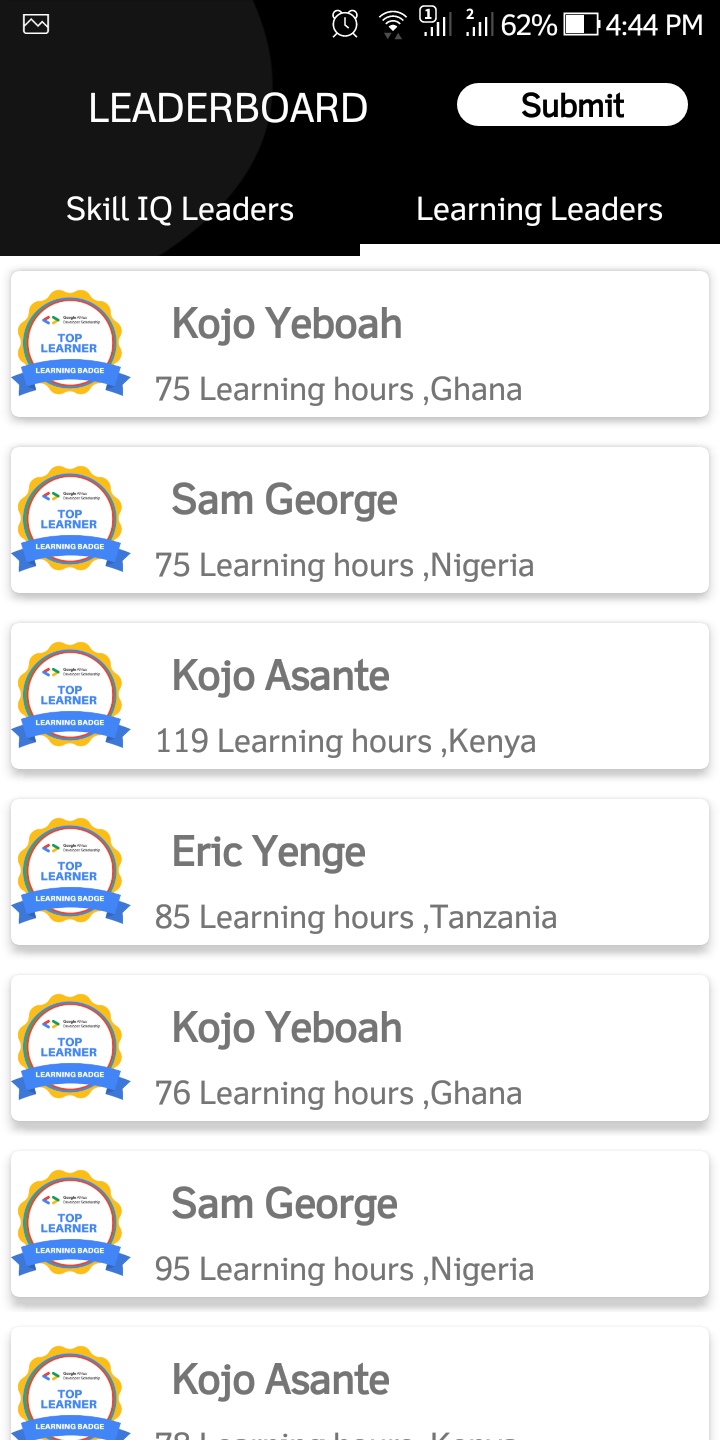 1 2 62% 4:44 PM
LEADERBOARD Submit
Skill IQ Leaders Learning Leaders
TOP
LEARNER
LEARNING BADGE
Kojo Yeboah
75 Learning hours ,Ghana
TOP
LEARNER
LEARNING BADGE
Sam George
75 Learning hours ,Nigeria
TOP
LEARNER
LEARNING BADGE
Kojo Asante
119 Learning hours ,Kenya
TOP
LEARNER
LEARNING BADGE
Eric Yenge
85 Learning hours ,Tanzania
TOP
LEARNER
LEARNING BADGE
Kojo Yeboah
76 Learning hours ,Ghana
TOP
LEARNER
LEARNING BADGE
Sam George
95 Learning hours ,Nigeria
TOP
LEARNER
LEARNING BADGE
Kojo Asante